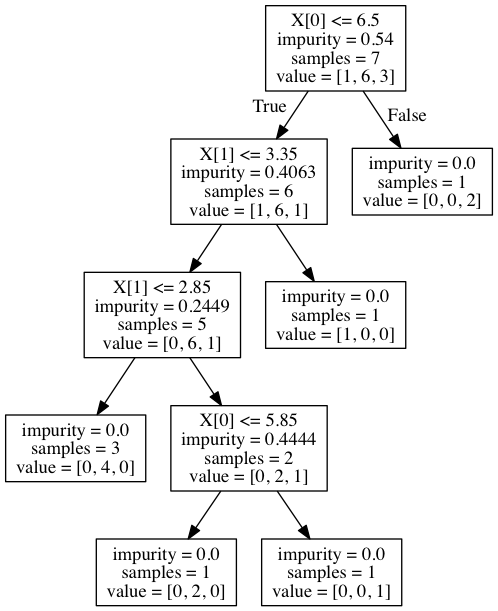 X[0] <= 6.5
impurity = 0.54
samples = 7
value = [1, 6, 3]
True
False
X[1] <= 3.35
impurity = 0.4063
samples = 6
value = [1, 6, 1]
impurity = 0.0
samples = 1
value = [0, 0, 2]
X[1] <= 2.85
impurity = 0.2449
samples = 5
value = [0, 6, 1]
impurity = 0.0
samples = 1
value = [1, 0, 0]
impurity = 0.0
samples = 3
value = [0, 4, 0]
X[0] <= 5.85
impurity = 0.4444
samples = 2
value = [0, 2, 1]
impurity = 0.0
samples = 1
value = [0, 2, 0]
impurity = 0.0
samples = 1
value = [0, 0, 1]